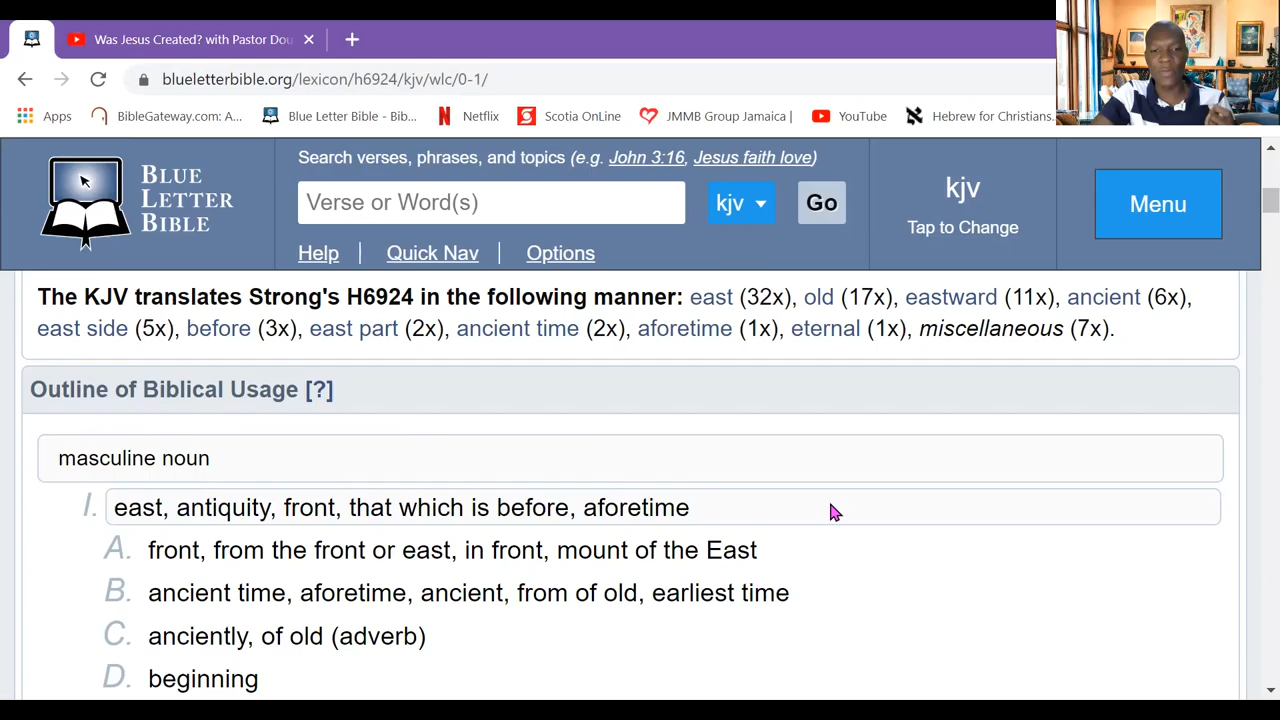 Was Jesus Created? with Pastor Dou
blueletterbible.org/lexicon/h6924/kjv/wlc/0-1/
Apps BibleGateway.com: A... Blue Letter Bible - Bib... Netflix Scotia OnLine JMMB Group Jamaica | YouTube Hebrew for Christians.
BLUE
LETTER
BIBLE
Search verses, phrases, and topics (e.g. John 3:16, Jesus faith love)
Verse or Word(s) kjv Go
Help | Quick Nav | Options
kjv
Tap to Change
Menu
The KJV translates Strong's H6924 in the following manner: east (32x), old (17x), eastward (11x), ancient (6x),
east side (5x), before (3x), east part (2x), ancient time (2x), aforetime (1x), eternal (1x), miscellaneous (7x).
Outline of Biblical Usage [?]
masculine noun
I. east, antiquity, front, that which is before, aforetime
A. front, from the front or east, in front, mount of the East
B. ancient time, aforetime, ancient, from of old, earliest time
C. anciently, of old (adverb)
D. beginning